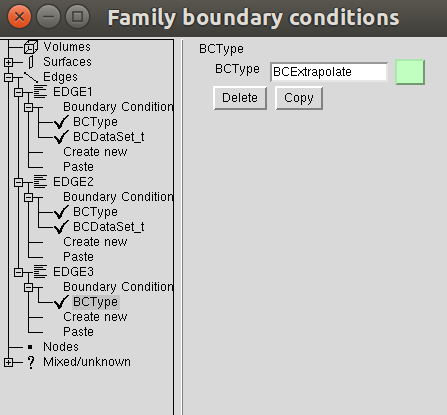 Family boundary conditions
Volumes
Surfaces
Edges
EDGE1
Boundary Condition
BCType
BCDataSet_t
Create new
Paste
EDGE2
Boundary Condition
BCType
BCDataSet_t
Create new
Paste
EDGE3
Boundary Condition
BCType
Create new
Paste
Nodes
? Mixed/unknown
BCType
BCType BCExtrapolate
Delete Copy